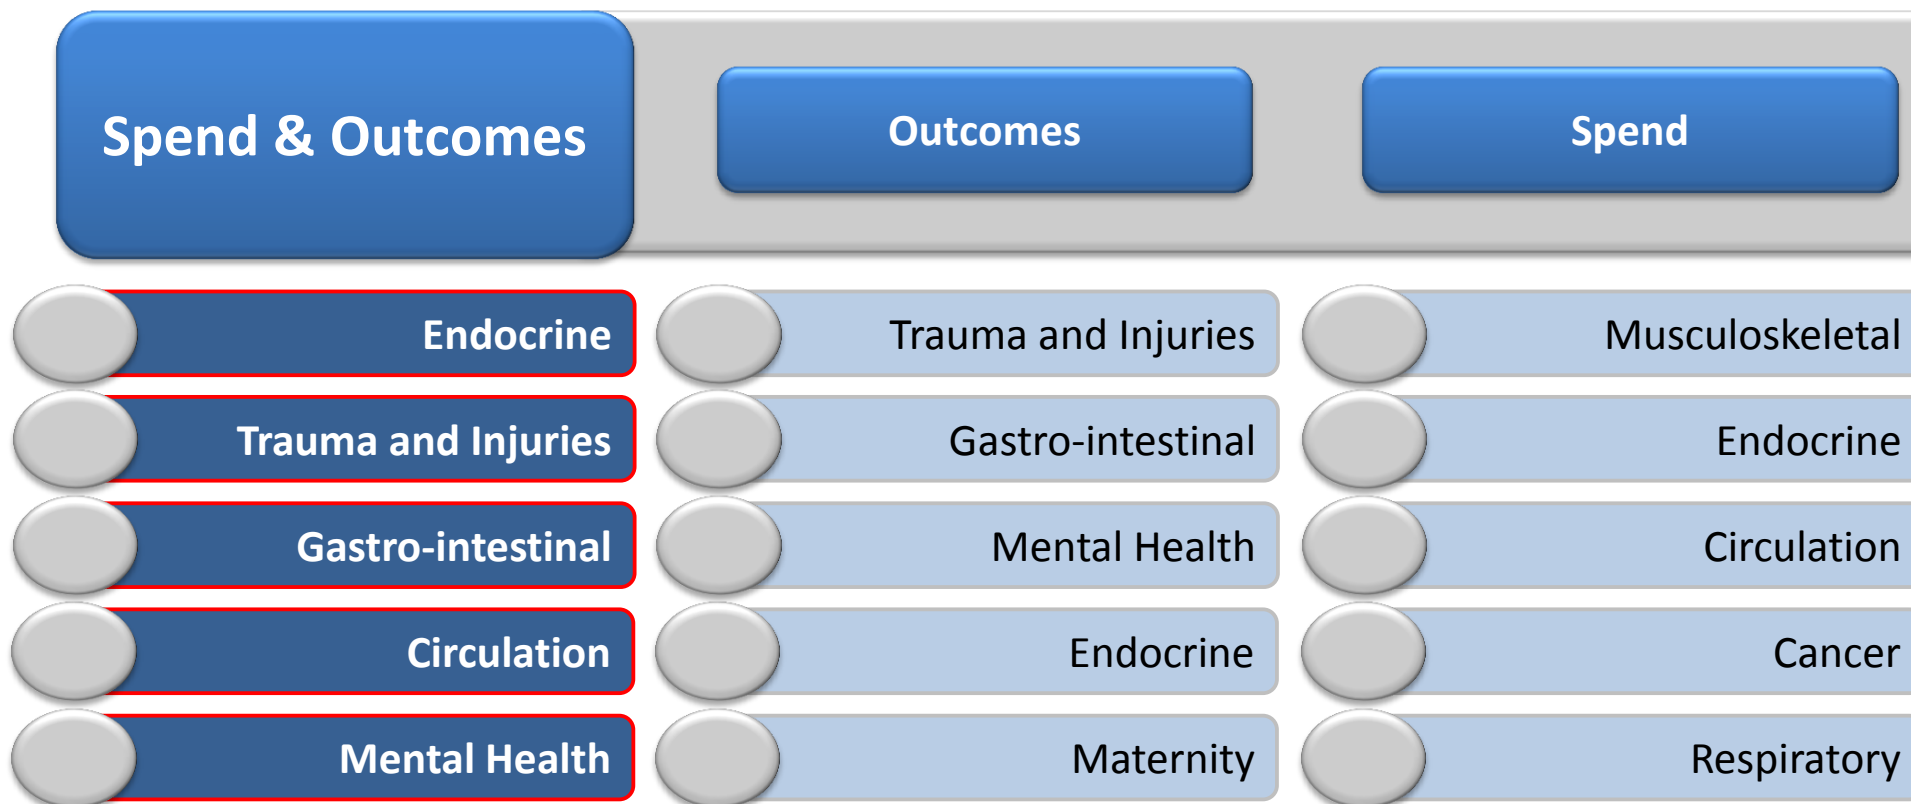 Spend & Outcomes
Outcomes
Spend
Endocrine
Trauma and Injuries
Musculoskeletal
Trauma and Injuries
Gastro-intestinal
Endocrine
Gastro-intestinal
Mental Health
Circulation
Circulation
Endocrine
Cancer
Mental Health
Maternity
Respiratory